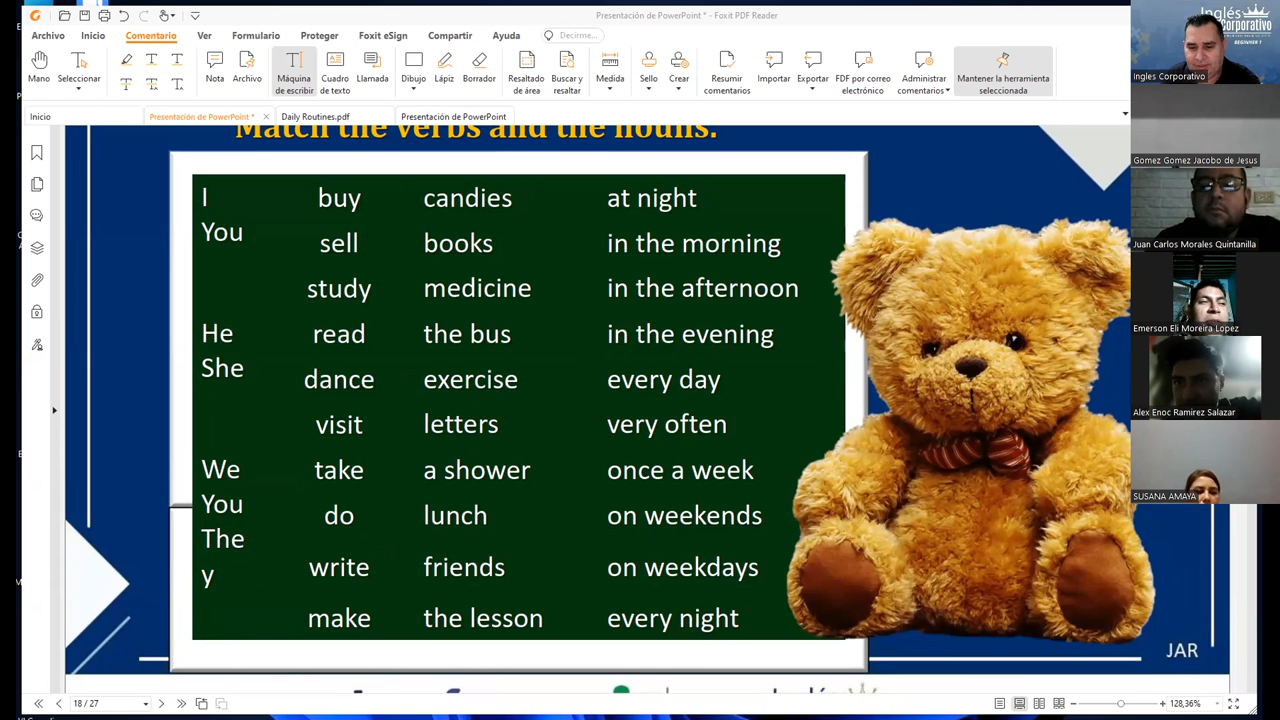 Presentación de PowerPoint * - Foxit PDF Reader
Archivo Inicio Comentario Ver Formulario Proteger Foxit eSign Compartir Ayuda Decirme...
Mano Seleccionar Nota Archivo Máquina de escribir Cuadro de texto Llamada Dibujo Lápiz Borrador Resaltado de área Buscar y resaltar Medida Sello Crear Resumir comentarios Importar Exportar FDF por correo electrónico Administrar comentarios Mantener la herramienta seleccionada
Inicio Presentación de PowerPoint * Daily Routines.pdf Presentación de PowerPoint
Match the verbs and the nouns.
I buy candies at night
You sell books in the morning
study medicine in the afternoon
He read the bus in the evening
She dance exercise every day
visit letters very often
We take a shower once a week
You do lunch on weekends
The
y write friends on weekdays
make the lesson every night
JAR
18 / 27 128,36%
Inglés
Corporativo
BEGINNER 1
Ingles Corporativo
Gomez Gomez Jacobo de Jesus
Juan Carlos Morales Quintanilla
Emerson Eli Moreira Lopez
Alex Enoc Ramirez Salazar
SUSANA AMAYA